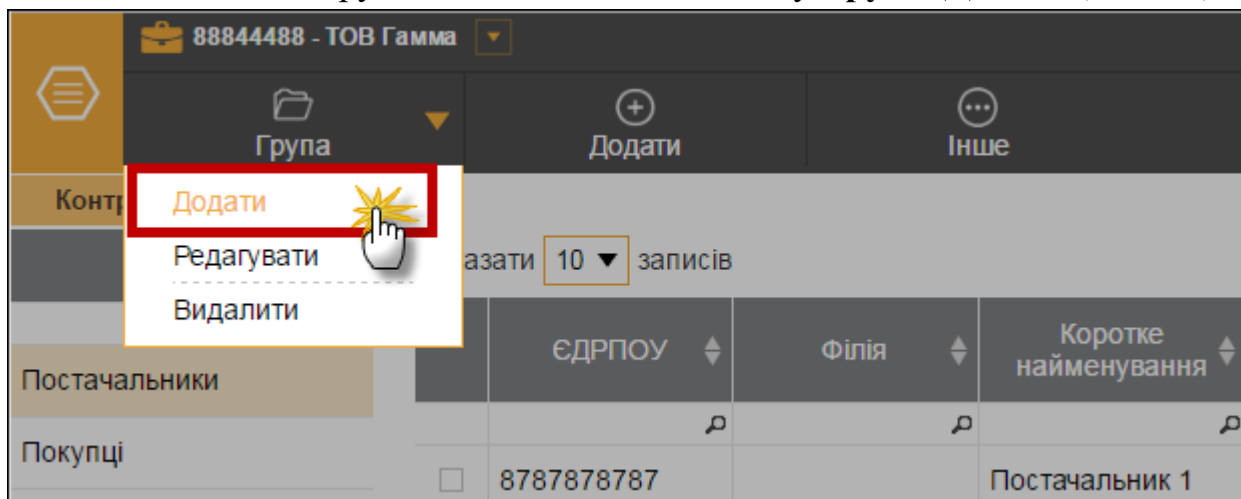 88844488 - ТОВ Гамма
Група
Додати
Інше
Додати
Редагувати
записів
10
Видалити
ЄДРПОУ
Філія
Коротке
найменування
Постачальники
Покупці
8787878787
Постачальник 1